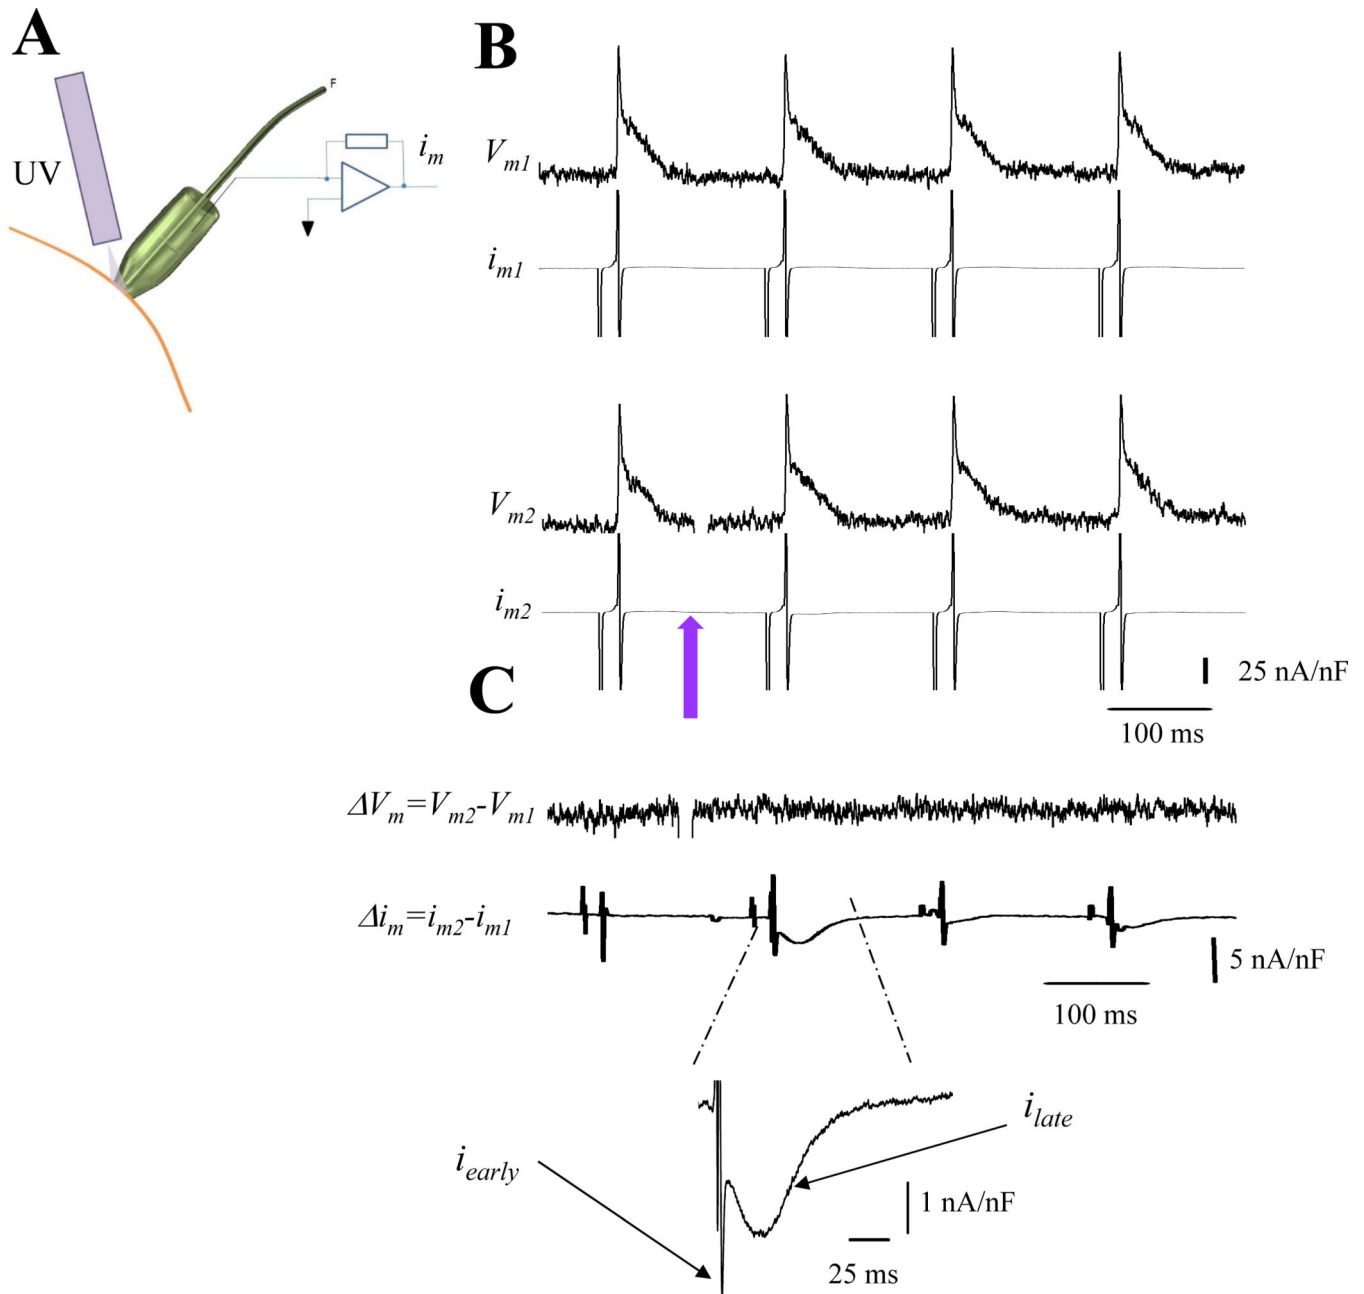 A
B
F
UV
i_m
V_m1
i_m1
V_m2
i_m2
25 nA/nF
100 ms
C
ΔV_m=V_m2-V_m1
Δi_m=i_m2-i_m1
5 nA/nF
100 ms
i_early
i_late
1 nA/nF
25 ms